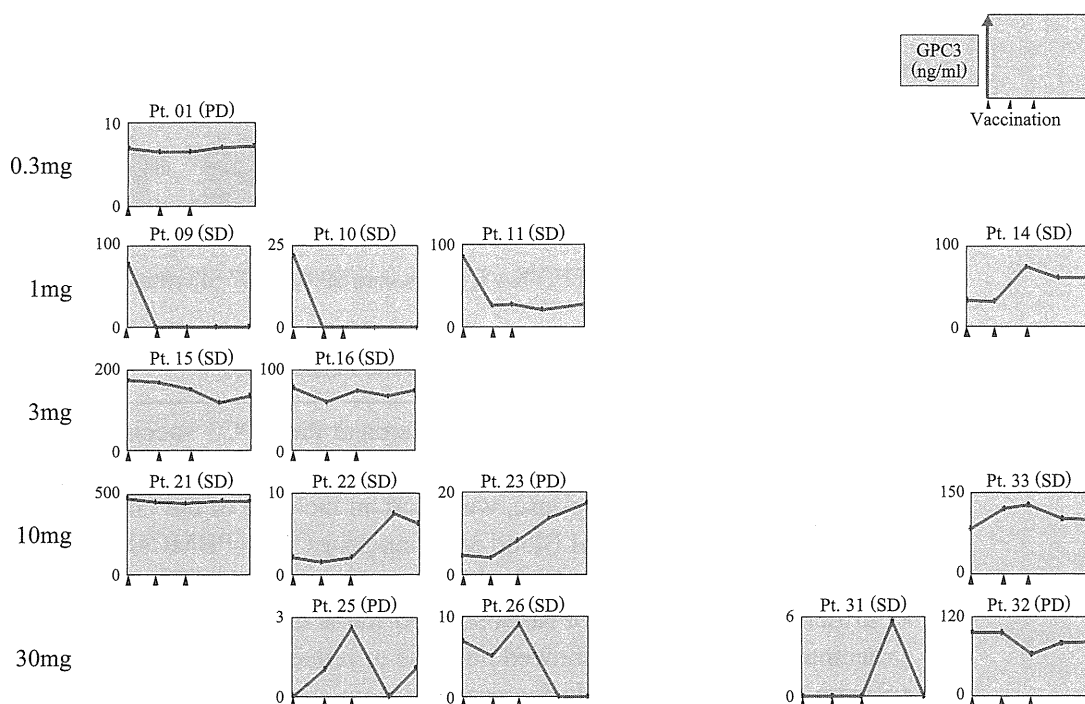 GPC3
(ng/ml)
Vaccination
Pt. 01 (PD)
10
0.3mg
0
Pt. 09 (SD) Pt. 10 (SD) Pt. 11 (SD) Pt. 14 (SD)
100 25 100 100
1mg
0 0 0 0
Pt. 15 (SD) Pt.16 (SD)
200 100
3mg
0 0
Pt. 21 (SD) Pt. 22 (SD) Pt. 23 (PD) Pt. 33 (SD)
500 10 20 150
10mg
0 0 0 0
Pt. 25 (PD) Pt. 26 (SD) Pt. 31 (SD) Pt. 32 (PD)
3 10 6 120
30mg
0 0 0 0